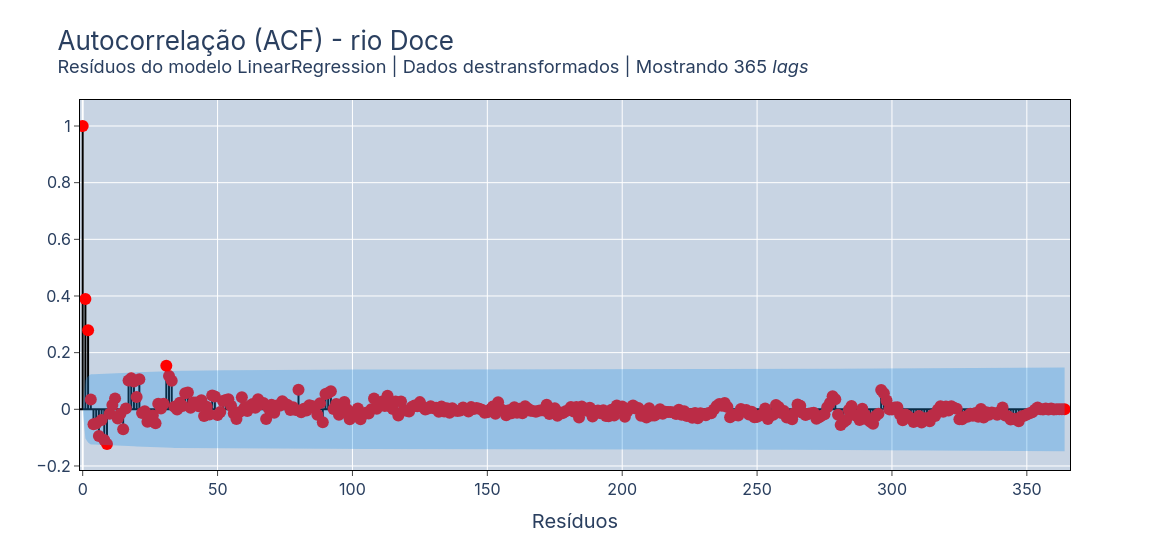 Autocorrelação (ACF) - rio Doce
Resíduos do modelo LinearRegression | Dados destransformados | Mostrando 365 lags
1
0.8
0.6
0.4
0.2
0
−0.2
0 50 100 150 200 250 300 350
Resíduos